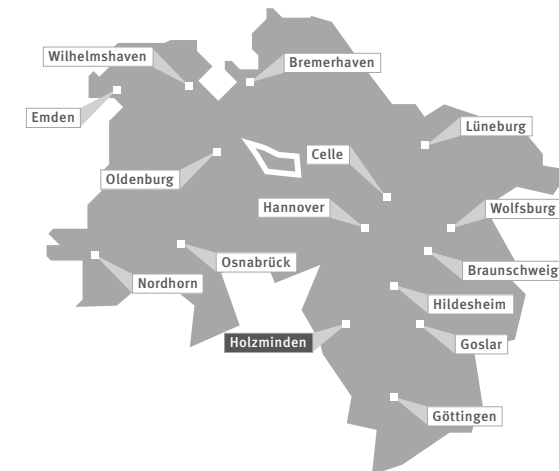 Wilhelmshaven
Bremerhaven
Emden
Lüneburg
Celle
Oldenburg
Hannover
Wolfsburg
Osnabrück
Braunschweig
Nordhorn
Hildesheim
Holzminden
Goslar
Göttingen